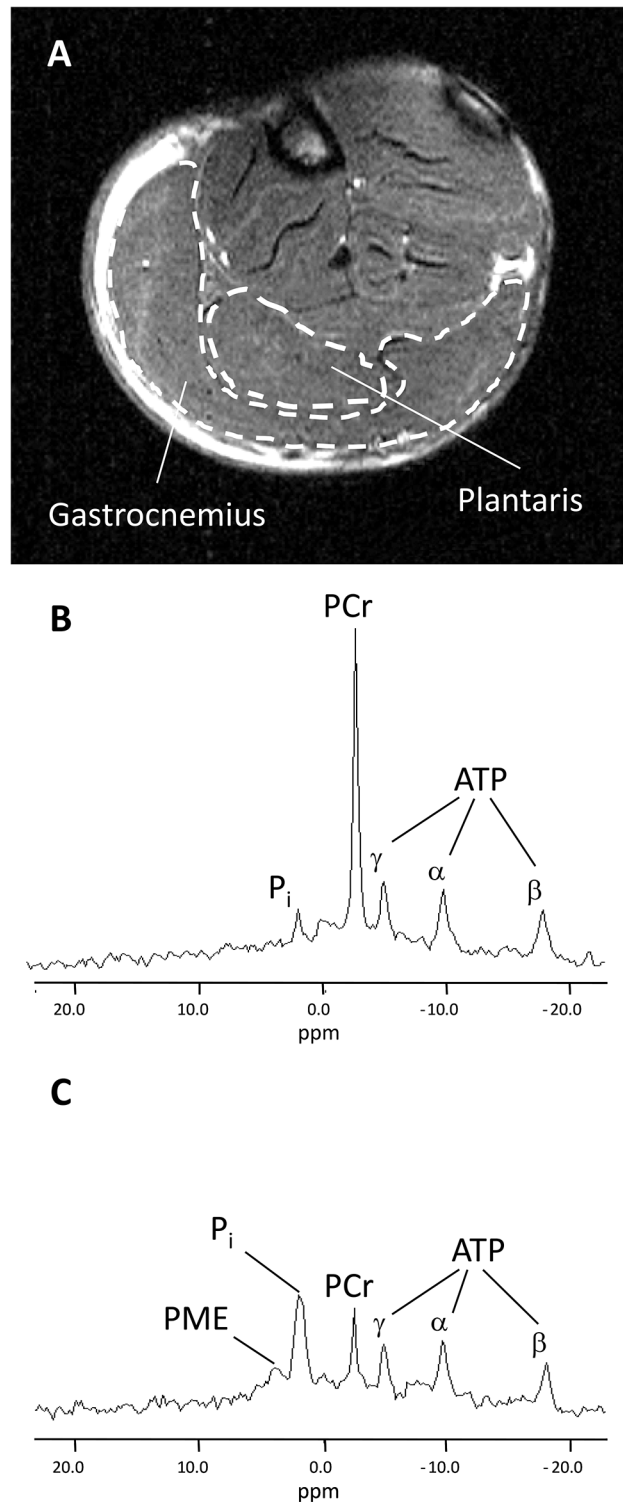 A
Gastrocnemius
Plantaris
B
PCr
ATP
γ
α
β
Pi
20.0 10.0 0.0 -10.0 -20.0
ppm
C
Pi
ATP
PCr
PME
γ
α
β
20.0 10.0 0.0 -10.0 -20.0
ppm